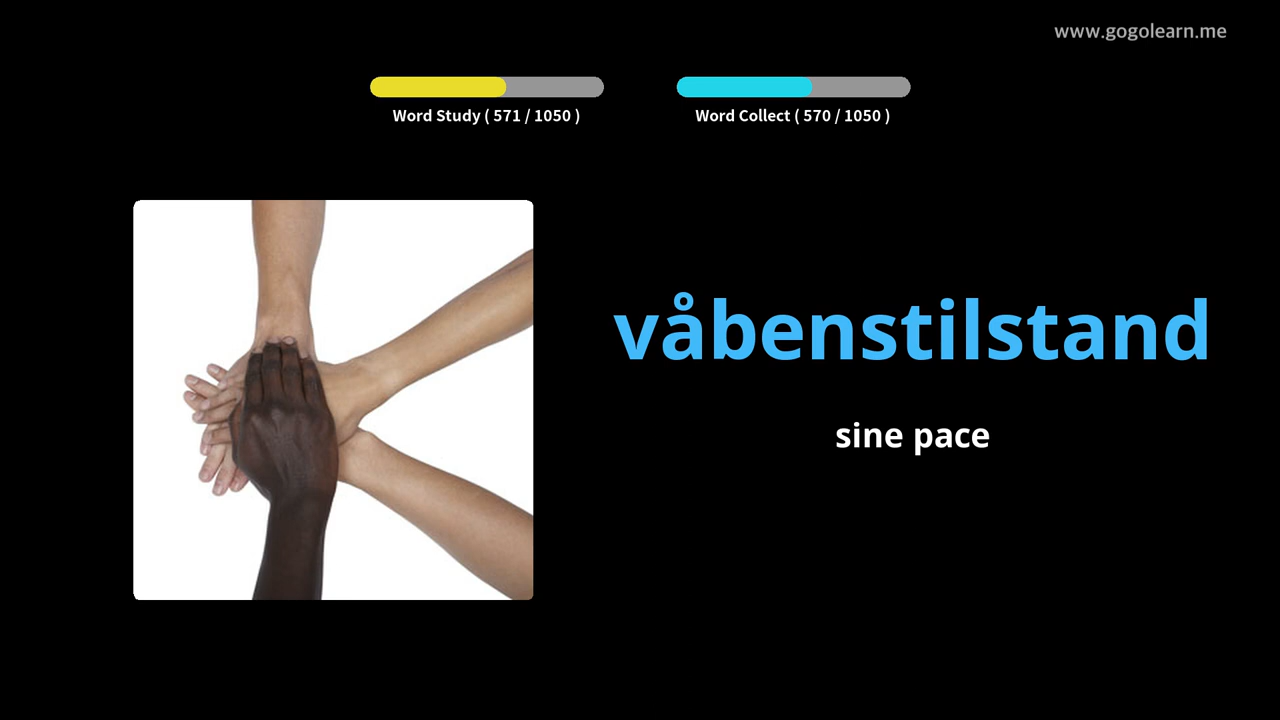 www.gogolearn.me
Word Study ( 571 / 1050 )
Word Collect ( 570 / 1050 )
våbenstilstand
sine pace